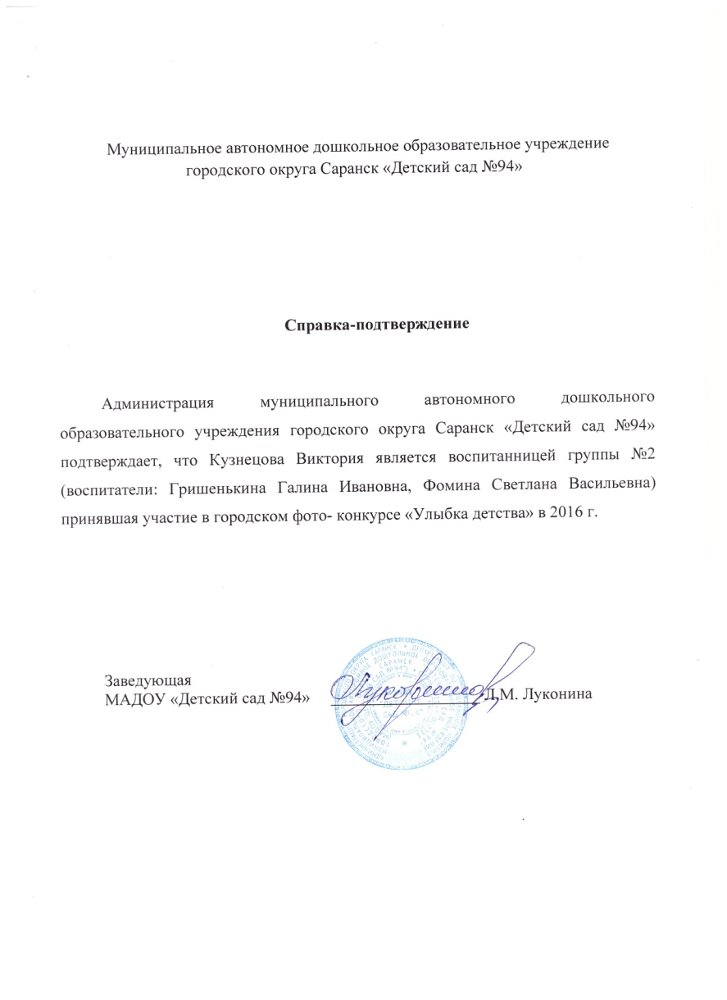 Муниципальное автономное дошкольное образовательное учреждение
городского округа Саранск «Детский сад №94»
Справка-подтверждение
Администрация муниципального автономного дошкольного
образовательного учреждения городского округа Саранск «Детский сад №94»
подтверждает, что Кузнецова Виктория является воспитанницей группы №2
(воспитатели: Гришенькина Галина Ивановна, Фомина Светлана Васильевна)
принявшая участие в городском фото- конкурсе «Улыбка детства» в 2016 г.
Заведующая
МАДОУ «Детский сад №94» Л.М. Луконина